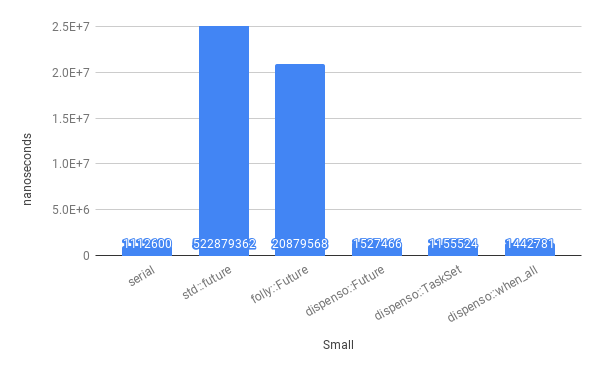 2.5E+7
2.0E+7
1.5E+7
1.0E+7
5.0E+6
0
nanoseconds
1112600
522879362
20879568
1527466
1155524
1442781
serial
std::future
folly::Future
dispenso::Future
dispenso::TaskSet
dispenso::when_all
Small